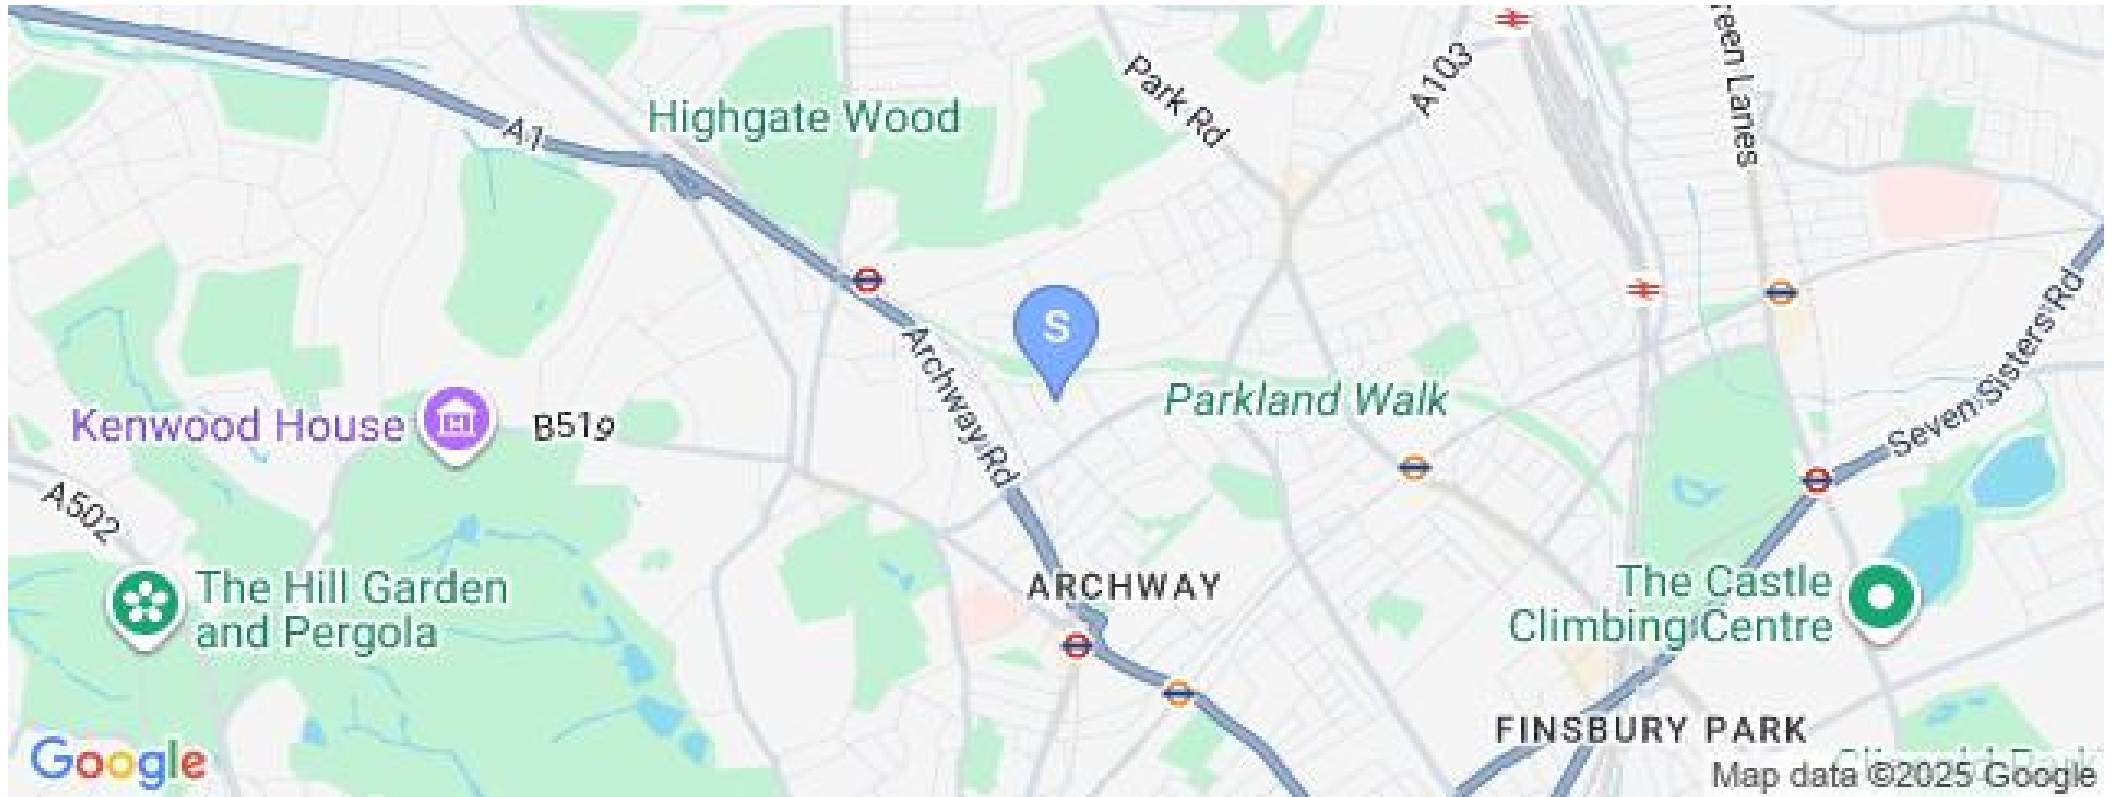 Park Rd
A103
reen Lanes
Highgate Wood
A1
S
Archway Rd
Parkland Walk
Kenwood House
B519
Seven Sisters Rd
A502
The Hill Garden
and Pergola
ARCHWAY
The Castle
Climbing Centre
FINSBURY PARK
Google
Map data ©2025 Google